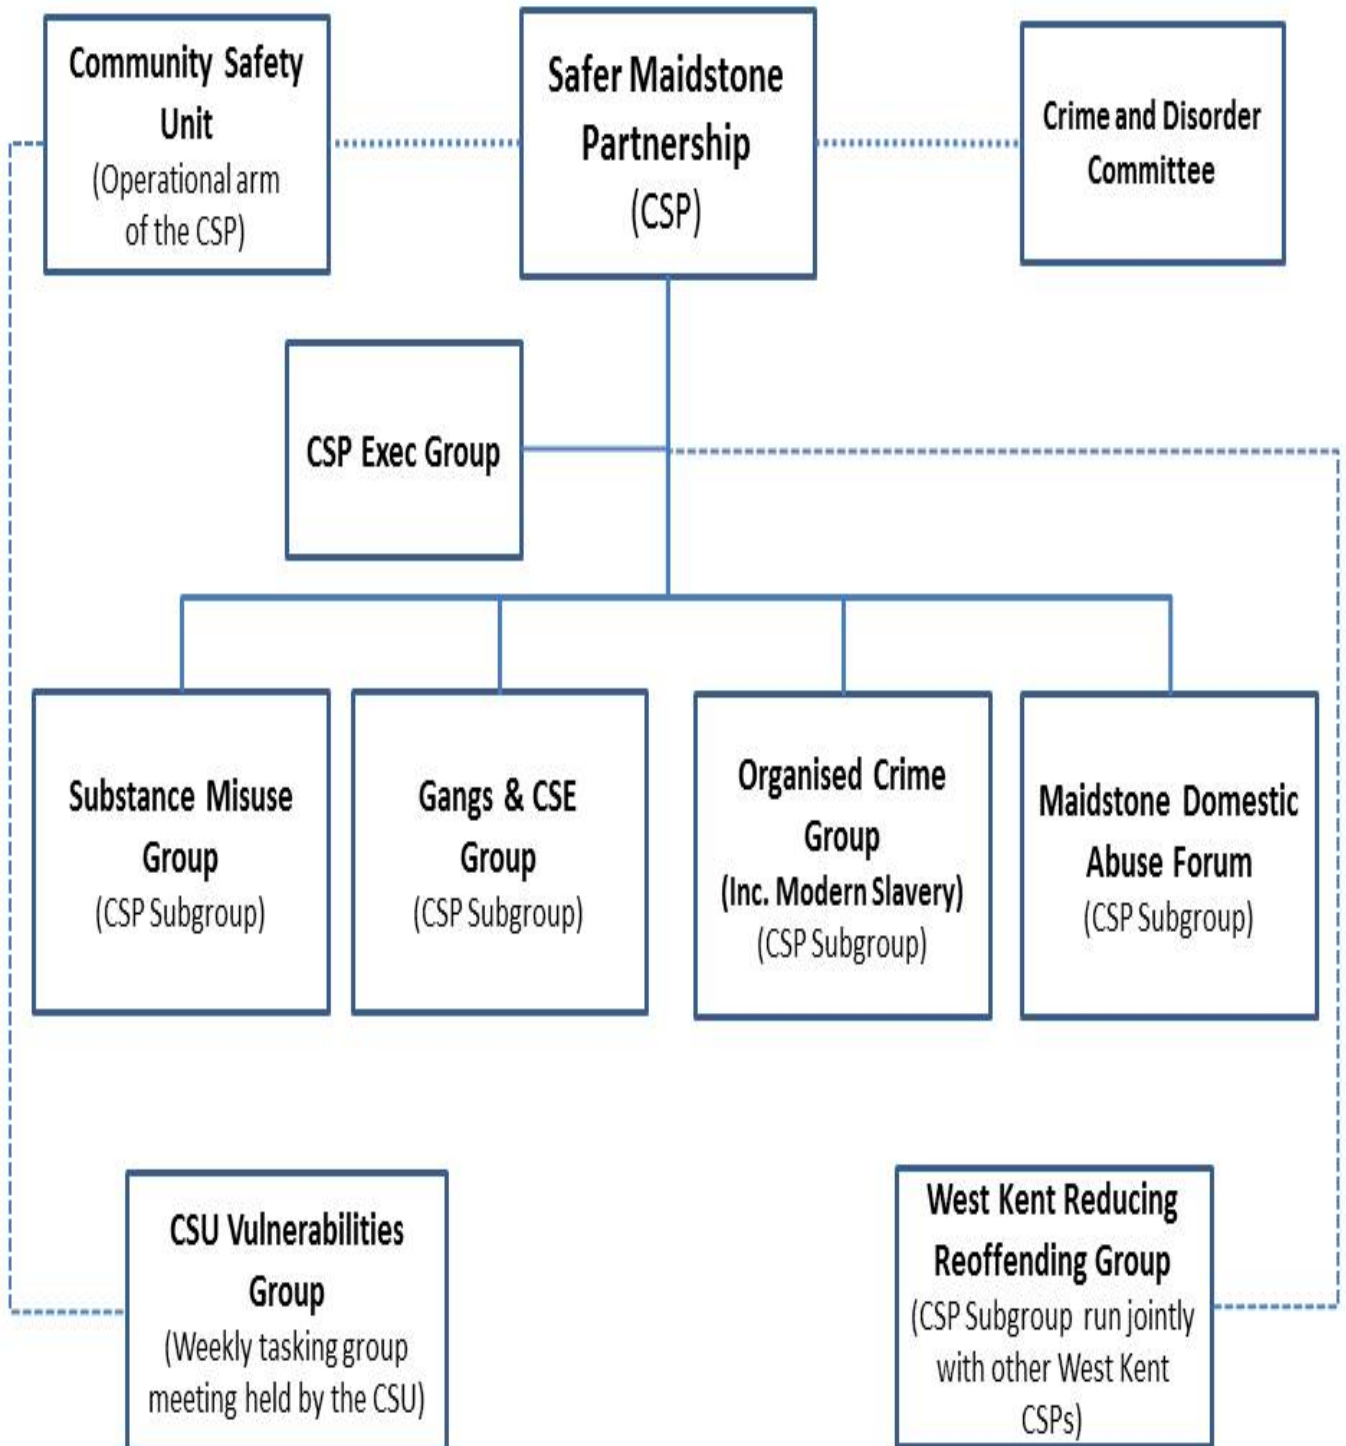 Community Safety
Unit
(Operational arm
of the CSP)
Safer Maidstone
Partnership
(CSP)
Crime and Disorder
Committee
CSP Exec Group
Substance Misuse
Group
(CSP Subgroup)
Gangs & CSE
Group
(CSP Subgroup)
Organised Crime
Group
(Inc. Modern Slavery)
(CSP Subgroup)
Maidstone Domestic
Abuse Forum
(CSP Subgroup)
CSU Vulnerabilities
Group
(Weekly tasking group
meeting held by the CSU)
West Kent Reducing
Reoffending Group
(CSP Subgroup run jointly
with other West Kent
CSPs)